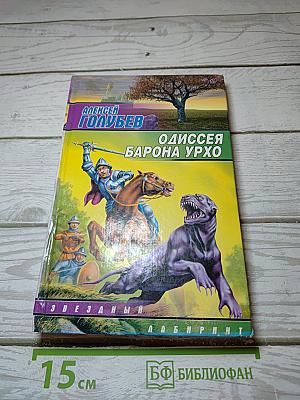 АЛЕКСЕЙ
ГОЛУБЕВ
ОДИССЕЯ
БАРОНА УРХО
ЗВЕЗДНЫЙ
ЛАБИРИНТ
15 см
БФ БИБЛИОФАН